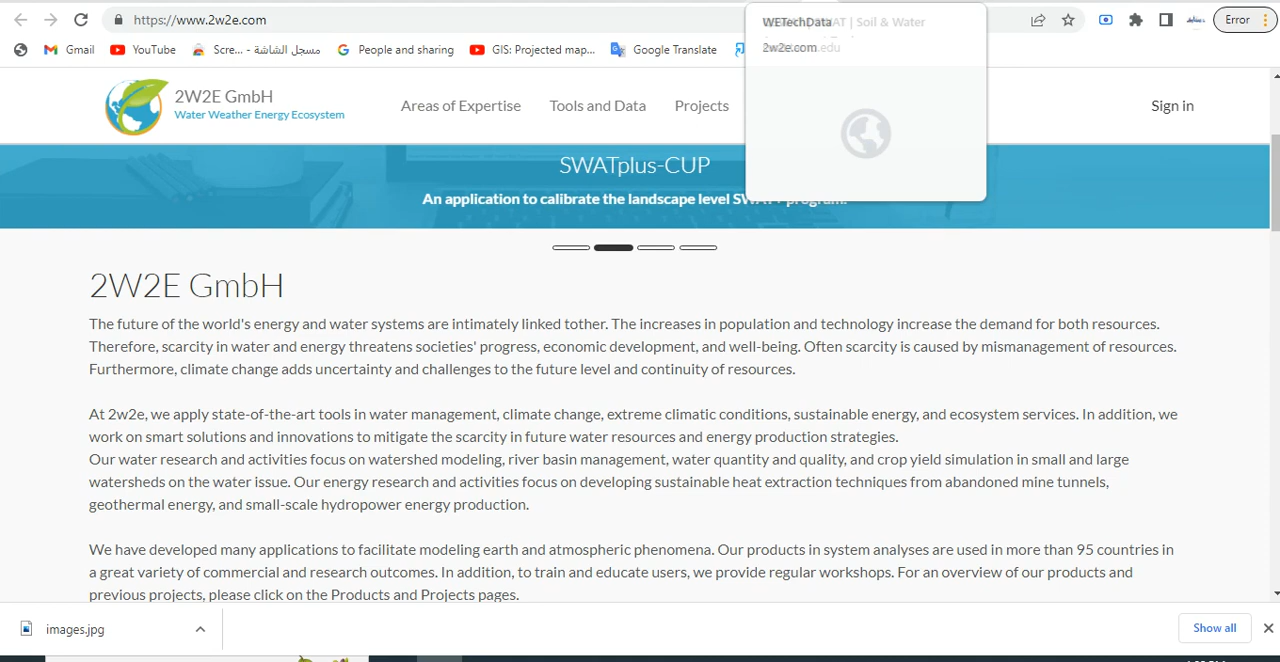 https://www.2w2e.com
Error
Gmail
YouTube
Scre... - مسجل الشاشة
People and sharing
GIS: Projected map...
Google Translate
WETechData
| Soil & Water
2w2e.com
2W2E GmbH
Water Weather Energy Ecosystem
Areas of Expertise
Tools and Data
Projects
Sign in
SWATplus-CUP
An application to calibrate the landscape level SWAT+ program.
2W2E GmbH
The future of the world's energy and water systems are intimately linked tother. The increases in population and technology increase the demand for both resources.
Therefore, scarcity in water and energy threatens societies' progress, economic development, and well-being. Often scarcity is caused by mismanagement of resources.
Furthermore, climate change adds uncertainty and challenges to the future level and continuity of resources.
At 2w2e, we apply state-of-the-art tools in water management, climate change, extreme climatic conditions, sustainable energy, and ecosystem services. In addition, we
work on smart solutions and innovations to mitigate the scarcity in future water resources and energy production strategies.
Our water research and activities focus on watershed modeling, river basin management, water quantity and quality, and crop yield simulation in small and large
watersheds on the water issue. Our energy research and activities focus on developing sustainable heat extraction techniques from abandoned mine tunnels,
geothermal energy, and small-scale hydropower energy production.
We have developed many applications to facilitate modeling earth and atmospheric phenomena. Our products in system analyses are used in more than 95 countries in
a great variety of commercial and research outcomes. In addition, to train and educate users, we provide regular workshops. For an overview of our products and
previous projects, please click on the Products and Projects pages.
images.jpg
Show all